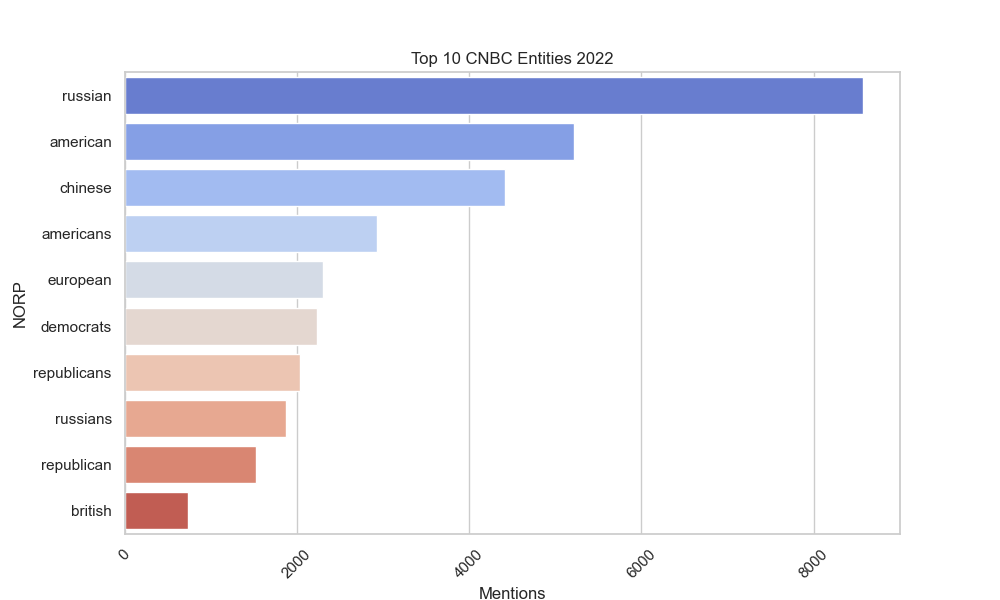 Top 10 CNBC Entities 2022
NORP
russian
american
chinese
americans
european
democrats
republicans
russians
republican
british
0
2000
4000
6000
8000
Mentions